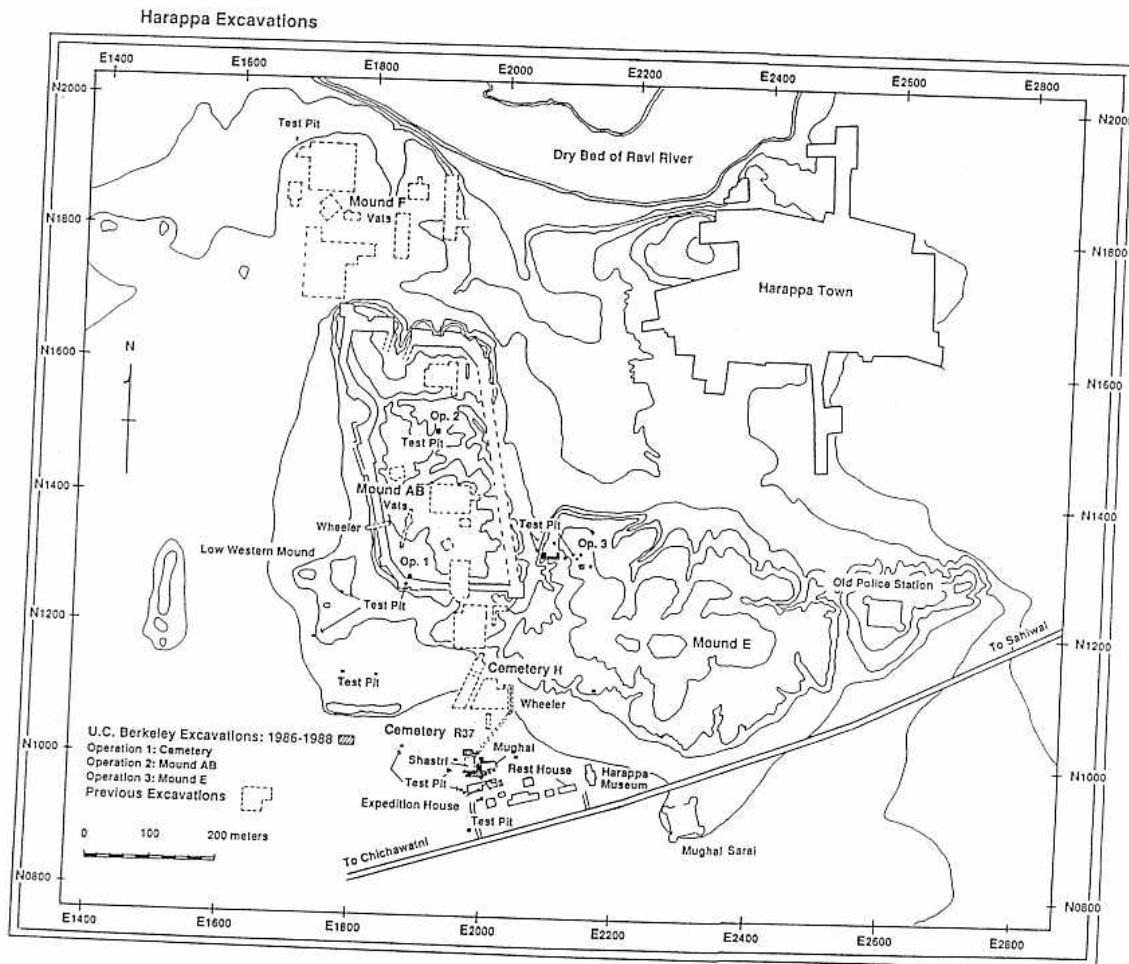 Harappa Excavations
E1400
E1600
E1800
E2000
E2200
E2400
E2600
E2800
N2000
N2000
Test Pit
Dry Bed of Ravi River
Mound F
Vats
N1800
N1800
Harappa Town
N1600
N
N1600
Op. 2
Test Pit
N1400
Mound AB
Vats
Wheeler
Test Pit
N1400
Op. 3
Low Western Mound
Op. 1
Old Police Station
N1200
Test Pit
Mound E
To Sahiwal
N1200
Cemetery H
Test Pit
Wheeler
U.C. Berkeley Excavations: 1986-1988
Operation 1: Cemetery
Operation 2: Mound AB
Operation 3: Mound E
Previous Excavations
N1000
Cemetery R37
Mughal
Shastri
Rest House
Harappa
Museum
Test Pit
Expedition House
Test Pit
N1000
0 100 200 meters
To Chichawatni
Mughal Sarai
N0800
N0800
E1400
E1600
E1800
E2000
E2200
E2400
E2600
E2800